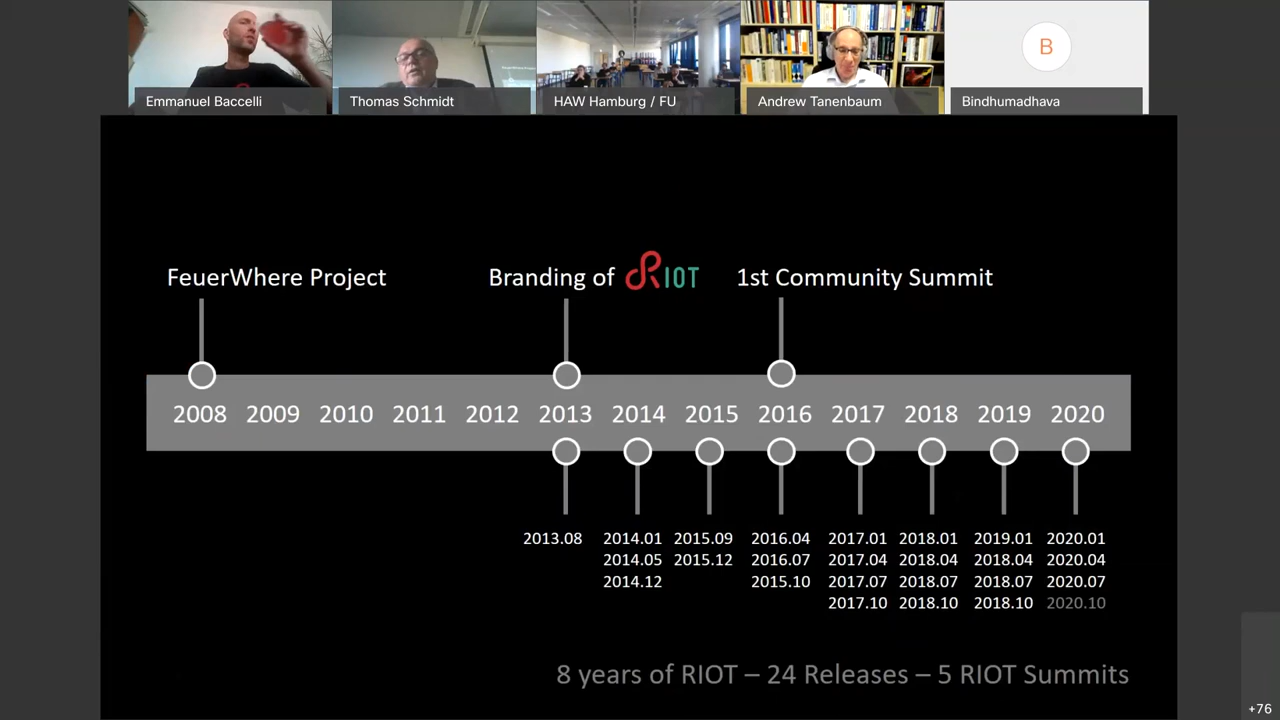 Emmanuel Baccelli
Thomas Schmidt
HAW Hamburg / FU
Andrew Tanenbaum
B
Bindhumadhava
FeuerWhere Project
Branding of RIOT
1st Community Summit
2008 2009 2010 2011 2012 2013 2014 2015 2016 2017 2018 2019 2020
2013.08 2014.01 2015.09 2016.04 2017.01 2018.01 2019.01 2020.01
2014.05 2015.12 2016.07 2017.04 2018.04 2018.04 2020.04
2014.12 2015.10 2017.07 2018.07 2018.07 2020.07
2017.10 2018.10 2018.10 2020.10
8 years of RIOT – 24 Releases – 5 RIOT Summits
+76